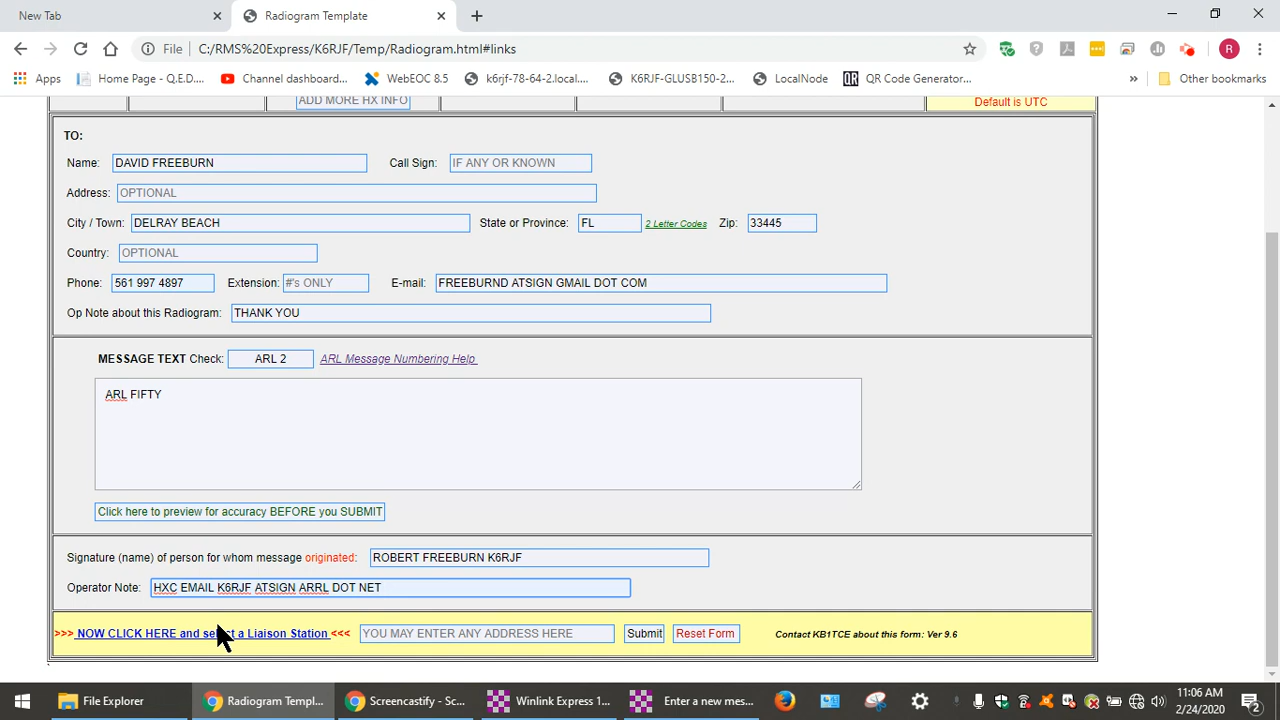 New Tab
Radiogram Template
File C:/RMS%20Express/K6RJF/Temp/Radiogram.html#links
Apps Home Page - Q.E.D.... Channel dashboard... WebEOC 8.5 k6rjf-78-64-2.local.... K6RJF-GLUSB150-2... LocalNode QR QR Code Generator... » Other bookmarks
ADD MORE HX INFO Default is UTC
TO:
Name: DAVID FREEBURN Call Sign: IF ANY OR KNOWN
Address: OPTIONAL
City / Town: DELRAY BEACH State or Province: FL 2 Letter Codes Zip: 33445
Country: OPTIONAL
Phone: 561 997 4897 Extension: #'s ONLY E-mail: FREEBURND ATSIGN GMAIL DOT COM
Op Note about this Radiogram: THANK YOU
MESSAGE TEXT Check: ARL 2 ARL Message Numbering Help
ARL FIFTY
Click here to preview for accuracy BEFORE you SUBMIT
Signature (name) of person for whom message originated: ROBERT FREEBURN K6RJF
Operator Note: HXC EMAIL K6RJF ATSIGN ARRL DOT NET
>>> NOW CLICK HERE and select a Liaison Station <<< YOU MAY ENTER ANY ADDRESS HERE Submit Reset Form Contact KB1TCE about this form: Ver 9.6
File Explorer Radiogram Templ... Screencastify - Sc... Winlink Express 1... Enter a new mes... 11:06 AM
2/24/2020 2